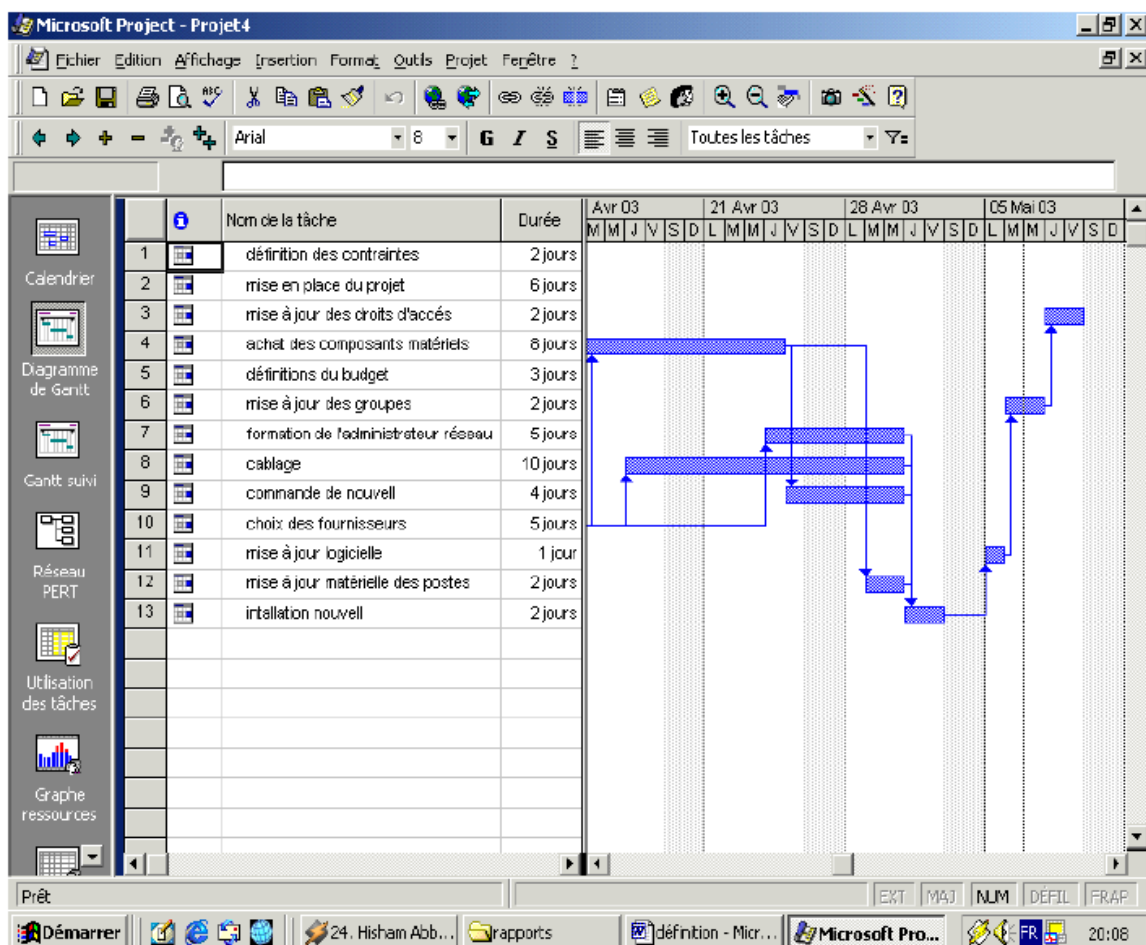 Microsoft Project - Projet4
Fichier Edition Affichage Insertion Format Outils Projet Fenêtre ?
Arial 8 G I S Toutes les tâches
Nom de la tâche Durée Avr 03 21 Avr 03 28 Avr 03 05 Mai 03
M M J V S D L M M J V S D L M M J V S D L M M J V S D
1 définition des contraintes 2 jours
2 mise en place du projet 6 jours
3 mise à jour des droits d'accés 2 jours
4 achat des composants matériels 8 jours
5 définitions du budget 3 jours
6 mise à jour des groupes 2 jours
7 formation de l'administrateur réseau 5 jours
8 cablage 10 jours
9 commande de nouvell 4 jours
10 choix des fournisseurs 5 jours
11 mise à jour logicielle 1 jour
12 mise à jour matérielle des postes 2 jours
13 intallation nouvell 2 jours
Calendrier
Diagramme
de Gantt
Gantt suivi
Réseau
PERT
Utilisation
des tâches
Graphe
ressources
Prêt EXT MAJ NUM DÉFIL FRAP
Démarrer 24. Hisham Abb... rapports définition - Micr... Microsoft Pro... FR 20:08